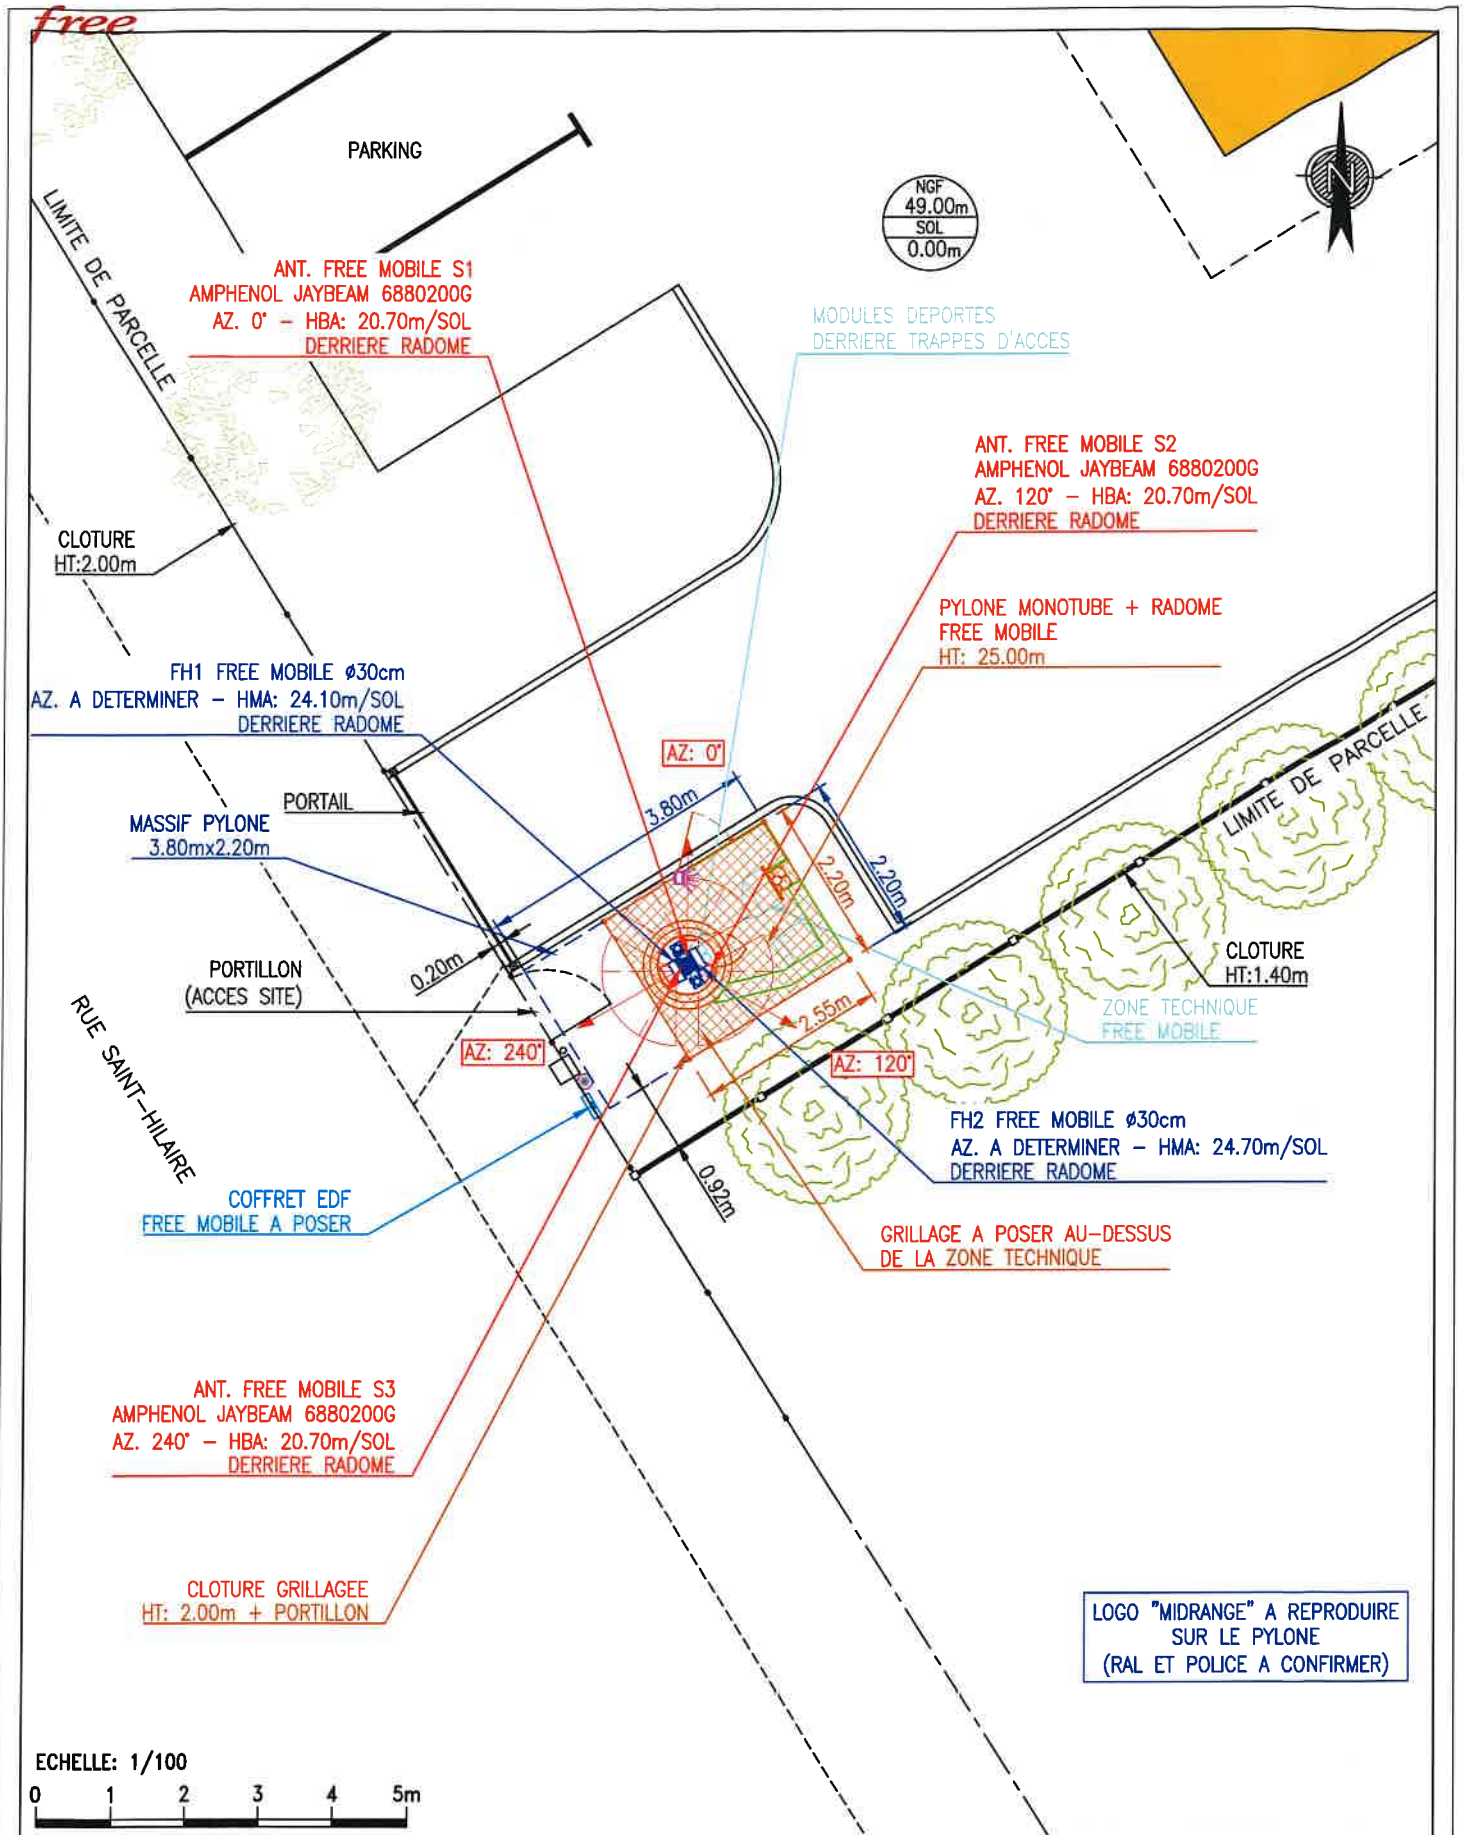 free
PARKING
NGF
49.00m
SOL
0.00m
N
LIMITE DE PARCELLE
ANT. FREE MOBILE S1
AMPHENOL JAYBEAM 6880200G
AZ. 0° - HBA: 20.70m/SOL
DERRIERE RADOME
MODULES DEPORTES
DERRIERE TRAPPES D'ACCES
ANT. FREE MOBILE S2
AMPHENOL JAYBEAM 6880200G
AZ. 120° - HBA: 20.70m/SOL
DERRIERE RADOME
CLOTURE
HT:2.00m
PYLONE MONOTUBE + RADOME
FREE MOBILE
HT: 25.00m
FH1 FREE MOBILE ø30cm
AZ. A DETERMINER - HMA: 24.10m/SOL
DERRIERE RADOME
AZ: 0°
LIMITE DE PARCELLE
PORTAIL
3.80m
MASSIF PYLONE
3.80mx2.20m
2.20m
2.20m
0.20m
PORTILLON
(ACCES SITE)
CLOTURE
HT:1.40m
RUE SAINT-HILAIRE
2.55m
ZONE TECHNIQUE
FREE MOBILE
AZ: 240°
AZ: 120°
FH2 FREE MOBILE ø30cm
AZ. A DETERMINER - HMA: 24.70m/SOL
DERRIERE RADOME
0.92m
COFFRET EDF
FREE MOBILE A POSER
GRILLAGE A POSER AU-DESSUS
DE LA ZONE TECHNIQUE
ANT. FREE MOBILE S3
AMPHENOL JAYBEAM 6880200G
AZ. 240° - HBA: 20.70m/SOL
DERRIERE RADOME
CLOTURE GRILLAGEE
HT: 2.00m + PORTILLON
LOGO "MIDRANGE" A REPRODUIRE
SUR LE PYLONE
(RAL ET POLICE A CONFIRMER)
ECHELLE: 1/100
0 1 2 3 4 5m